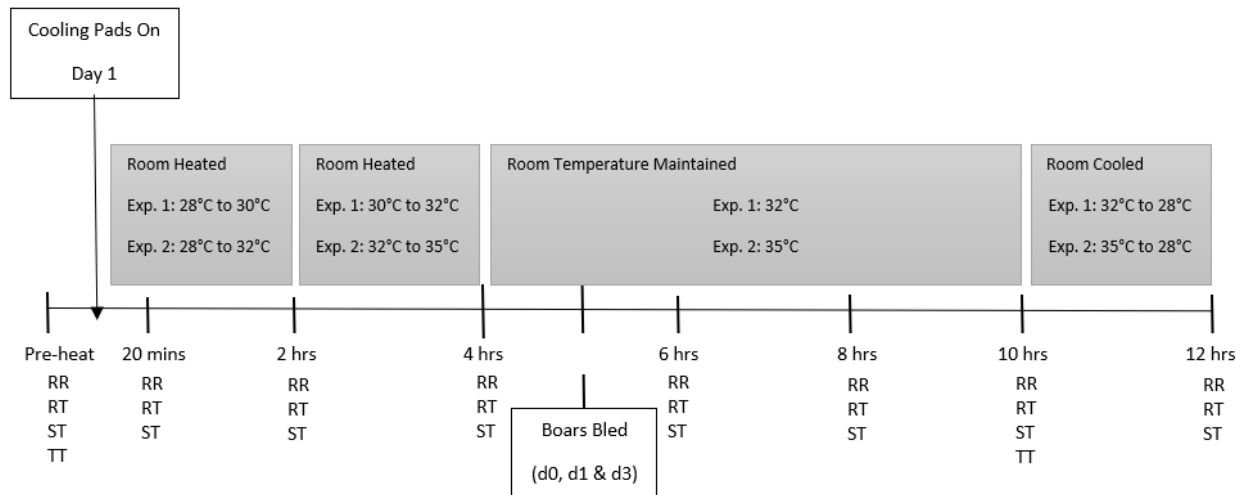 Cooling Pads On
Day 1
Room Heated
Exp. 1: 28°C to 30°C
Exp. 2: 28°C to 32°C
Room Heated
Exp. 1: 30°C to 32°C
Exp. 2: 32°C to 35°C
Room Temperature Maintained
Exp. 1: 32°C
Exp. 2: 35°C
Room Cooled
Exp. 1: 32°C to 28°C
Exp. 2: 35°C to 28°C
Pre-heat
RR
RT
ST
TT
20 mins
RR
RT
ST
2 hrs
RR
RT
ST
4 hrs
RR
RT
ST
Boars Bled
(d0, d1 & d3)
6 hrs
RR
RT
ST
8 hrs
RR
RT
ST
10 hrs
RR
RT
ST
TT
12 hrs
RR
RT
ST